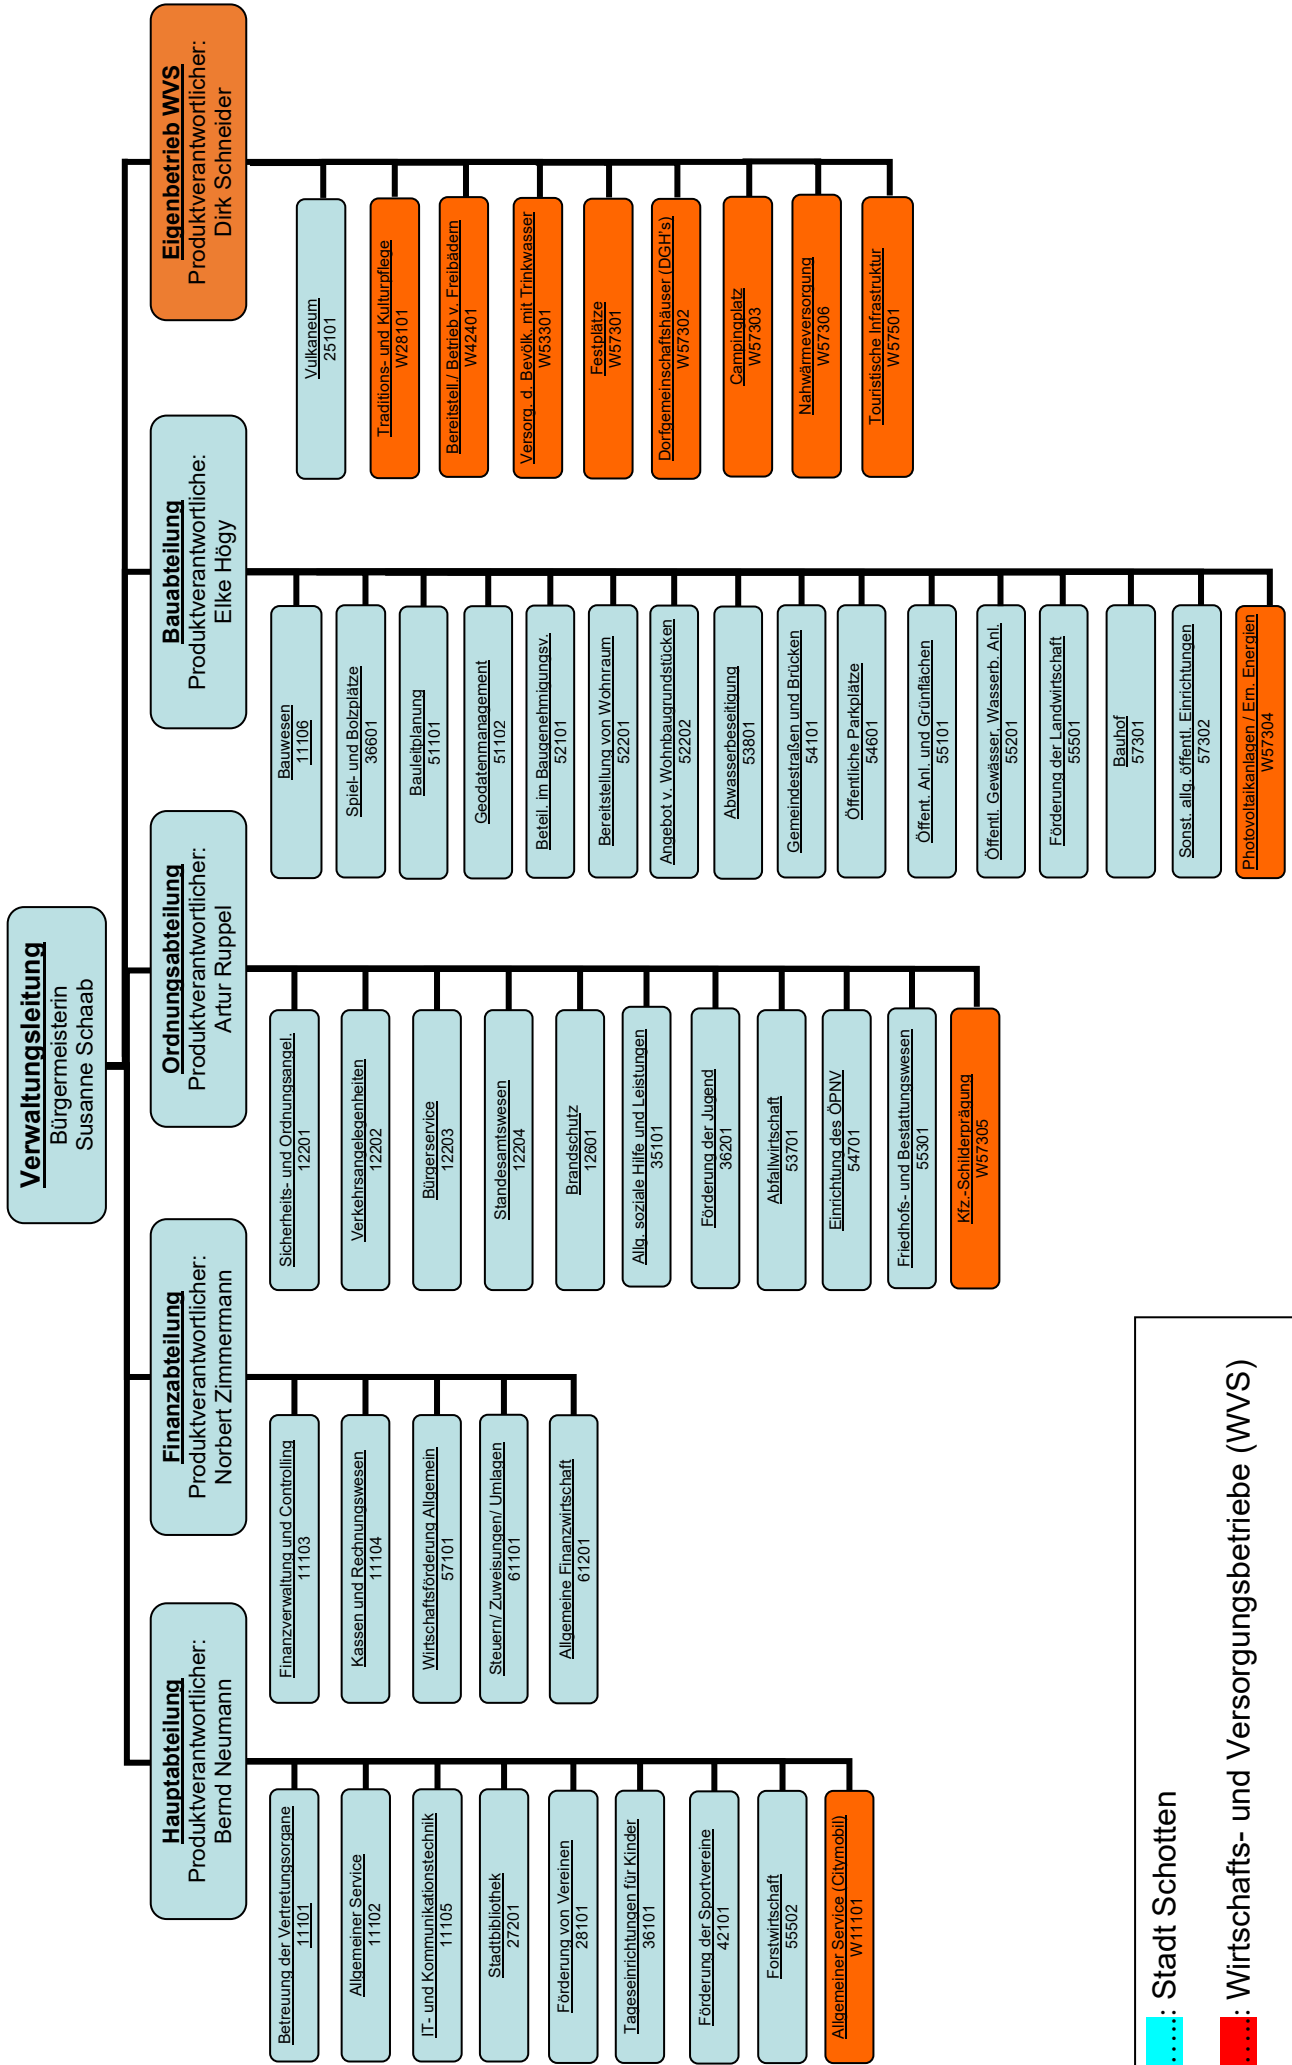 Verwaltungsleitung
Bürgermeisterin
Susanne Schaab
Hauptabteilung
Produktverantwortlicher:
Bernd Neumann
Betreuung der Vertretungsorgane
11101
Allgemeiner Service
11102
IT- und Kommunikationstechnik
11105
Stadtbibliothek
27201
Förderung von Vereinen
28101
Tageseinrichtungen für Kinder
36101
Förderung der Sportvereine
42101
Forstwirtschaft
55502
Allgemeiner Service (Citymobil)
W11101
Finanzabteilung
Produktverantwortlicher:
Norbert Zimmermann
Finanzverwaltung und Controlling
11103
Kassen und Rechnungswesen
11104
Wirtschaftsförderung Allgemein
57101
Steuern/ Zuweisungen/ Umlagen
61101
Allgemeine Finanzwirtschaft
61201
Ordnungsabteilung
Produktverantwortlicher:
Artur Ruppel
Sicherheits- und Ordnungsangel.
12201
Verkehrsangelegenheiten
12202
Bürgerservice
12203
Standesamtswesen
12204
Brandschutz
12601
Allg. soziale Hilfe und Leistungen
35101
Förderung der Jugend
36201
Abfallwirtschaft
53701
Einrichtung des ÖPNV
54701
Friedhofs- und Bestattungswesen
55301
Kfz.-Schilderprägung
W57305
Bauabteilung
Produktverantwortliche:
Elke Högy
Bauwesen
11106
Spiel- und Bolzplätze
36601
Bauleitplanung
51101
Geodatenmanagement
51102
Beteil. im Baugenehmigungsv.
52101
Bereitstellung von Wohnraum
52201
Angebot v. Wohnbaugrundstücken
52202
Abwasserbeseitigung
53801
Gemeindestraßen und Brücken
54101
Öffentliche Parkplätze
54601
Öffent. Anl. und Grünflächen
55101
Öffentl. Gewässer, Wasserb. Anl.
55201
Förderung der Landwirtschaft
55501
Bauhof
57301
Sonst. allg. öffentl. Einrichtungen
57302
Photovoltaikanlagen / Ern. Energien
W57304
Eigenbetrieb WVS
Produktverantwortlicher:
Dirk Schneider
Vulkaneum
25101
Traditions- und Kulturpflege
W28101
Bereitstell./ Betrieb v. Freibädern
W42401
Versorg. d. Bevölk. mit Trinkwasser
W53301
Festplätze
W57301
Dorfgemeinschaftshäuser (DGH's)
W57302
Campingplatz
W57303
Nahwärmeversorgung
W57306
Touristische Infrastruktur
W57501
.....: Stadt Schotten
.....: Wirtschafts- und Versorgungsbetriebe (WVS)